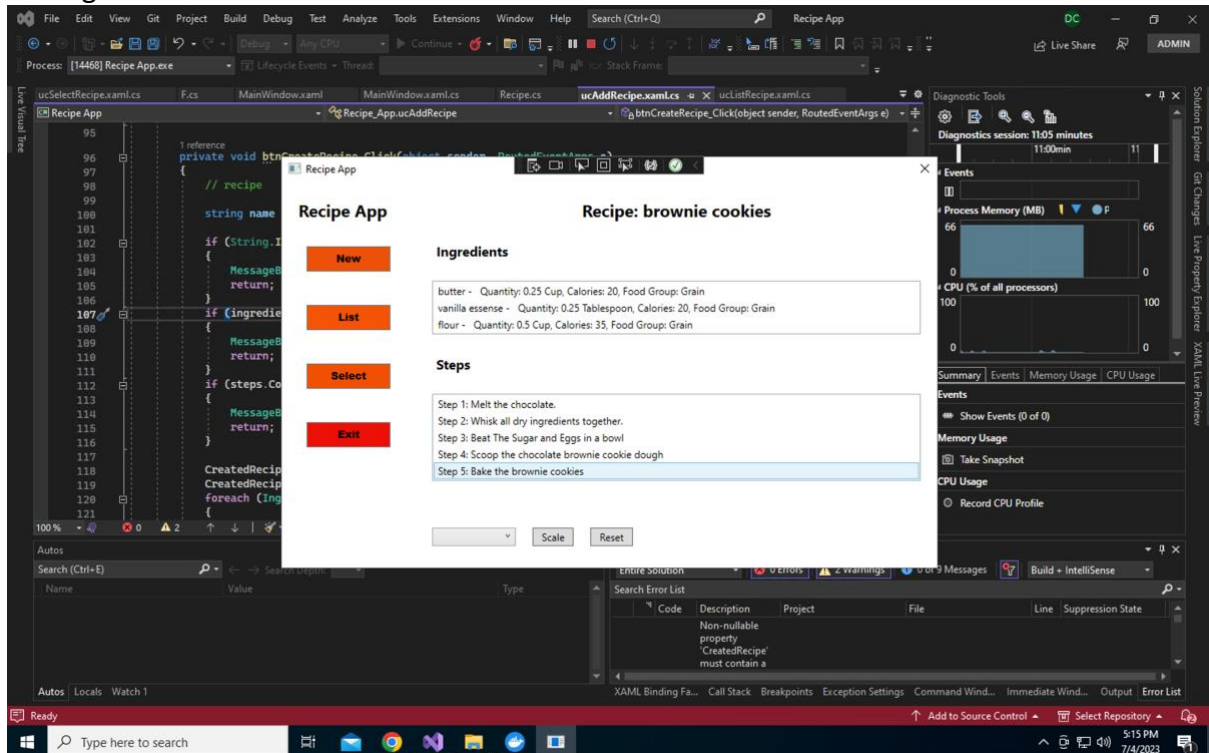 File Edit View Git Project Build Debug Test Analyze Tools Extensions Window Help Search (Ctrl+Q) Recipe App DC
Debug Any CPU Continue Live Share ADMIN
Process: [14468] Recipe App.exe Lifecycle Events Thread: Stack Frame:
ucSelectRecipe.xaml.cs F.cs MainWindow.xaml MainWindow.xaml.cs Recipe.cs ucAddRecipe.xaml.cs ucListRecipe.xaml.cs
Recipe App Recipe_App.ucAddRecipe btnCreateRecipe_Click(object sender, RoutedEventArgs e)
Live Visual Tree
95
1 reference
96 private void btnCreateRecipe_Click(object sender, RoutedEventArgs e)
97 {
98 // recipe
99
100 string name
101
102 if (String.I
103 {
104 MessageB
105 return;
106 }
107 if (ingredie
108 {
109 MessageB
110 return;
111 }
112 if (steps.Co
113 {
114 MessageB
115 return;
116 }
117
118 CreatedRecip
119 CreatedRecip
120 foreach (Ing
121 {
100 % 0 2
Recipe App
Recipe App
New
List
Select
Exit
Recipe: brownie cookies
Ingredients
butter - Quantity: 0.25 Cup, Calories: 20, Food Group: Grain
vanilla essense - Quantity: 0.25 Tablespoon, Calories: 20, Food Group: Grain
flour - Quantity: 0.5 Cup, Calories: 35, Food Group: Grain
Steps
Step 1: Melt the chocolate.
Step 2: Whisk all dry ingredients together.
Step 3: Beat The Sugar and Eggs in a bowl
Step 4: Scoop the chocolate brownie cookie dough
Step 5: Bake the brownie cookies
Scale Reset
Diagnostic Tools
Diagnostics session: 11:05 minutes
11:00min 11
Events
Process Memory (MB) P
66 66
0 0
CPU (% of all processors)
100 100
0 0
Summary Events Memory Usage CPU Usage
Events
Show Events (0 of 0)
Memory Usage
Take Snapshot
CPU Usage
Record CPU Profile
Solution Explorer
Git Changes
Live Property Explorer
XAML Live Preview
Autos
Search (Ctrl+E) Search Depth:
Name Value Type
Autos Locals Watch 1
Entire Solution 0 Errors 2 Warnings 0 of 9 Messages Build + IntelliSense
Search Error List
Code Description Project File Line Suppression State
Non-nullable
property
'CreatedRecipe'
must contain a
XAML Binding Fa... Call Stack Breakpoints Exception Settings Command Wind... Immediate Wind... Output Error List
Ready Add to Source Control Select Repository
Type here to search
5:15 PM
7/4/2023